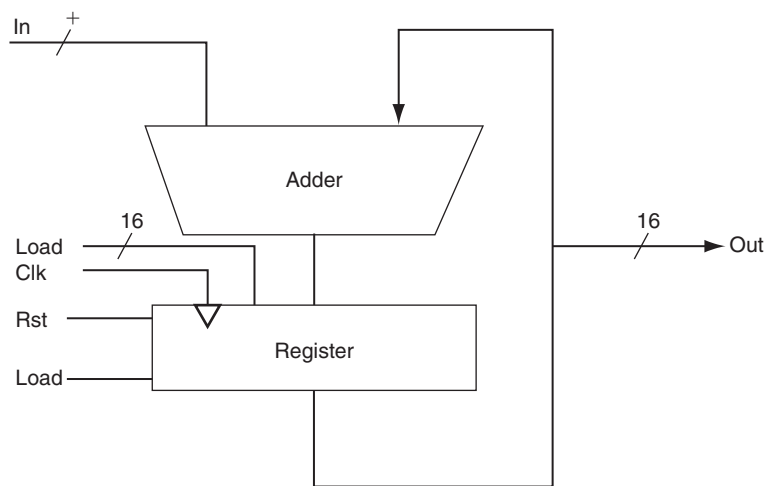 In
+
Adder
16
Load
Clk
16
Out
Rst
Register
Load